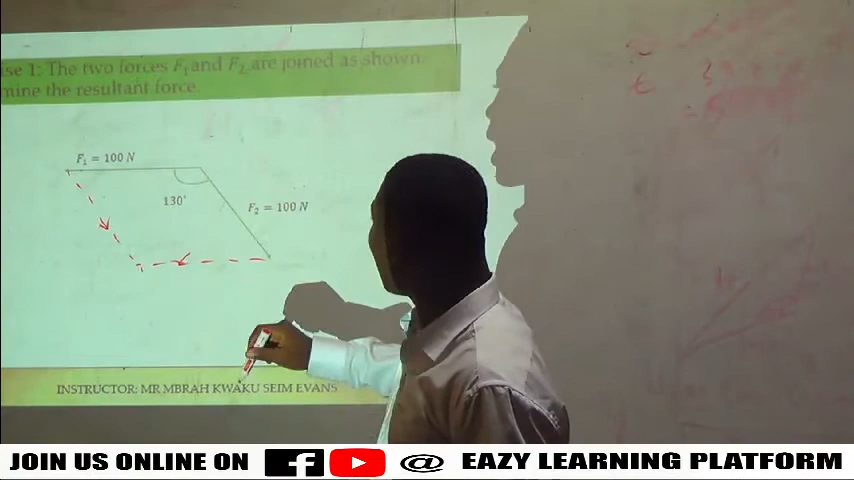 se 1: The two forces F₁ and F₂ are joined as shown
mine the resultant force.
F₁ = 100 N
130°
F₂ = 100 N
INSTRUCTOR: MR MBRAH KWAKU SEIM EVANS
JOIN US ONLINE ON f @ EAZY LEARNING PLATFORM